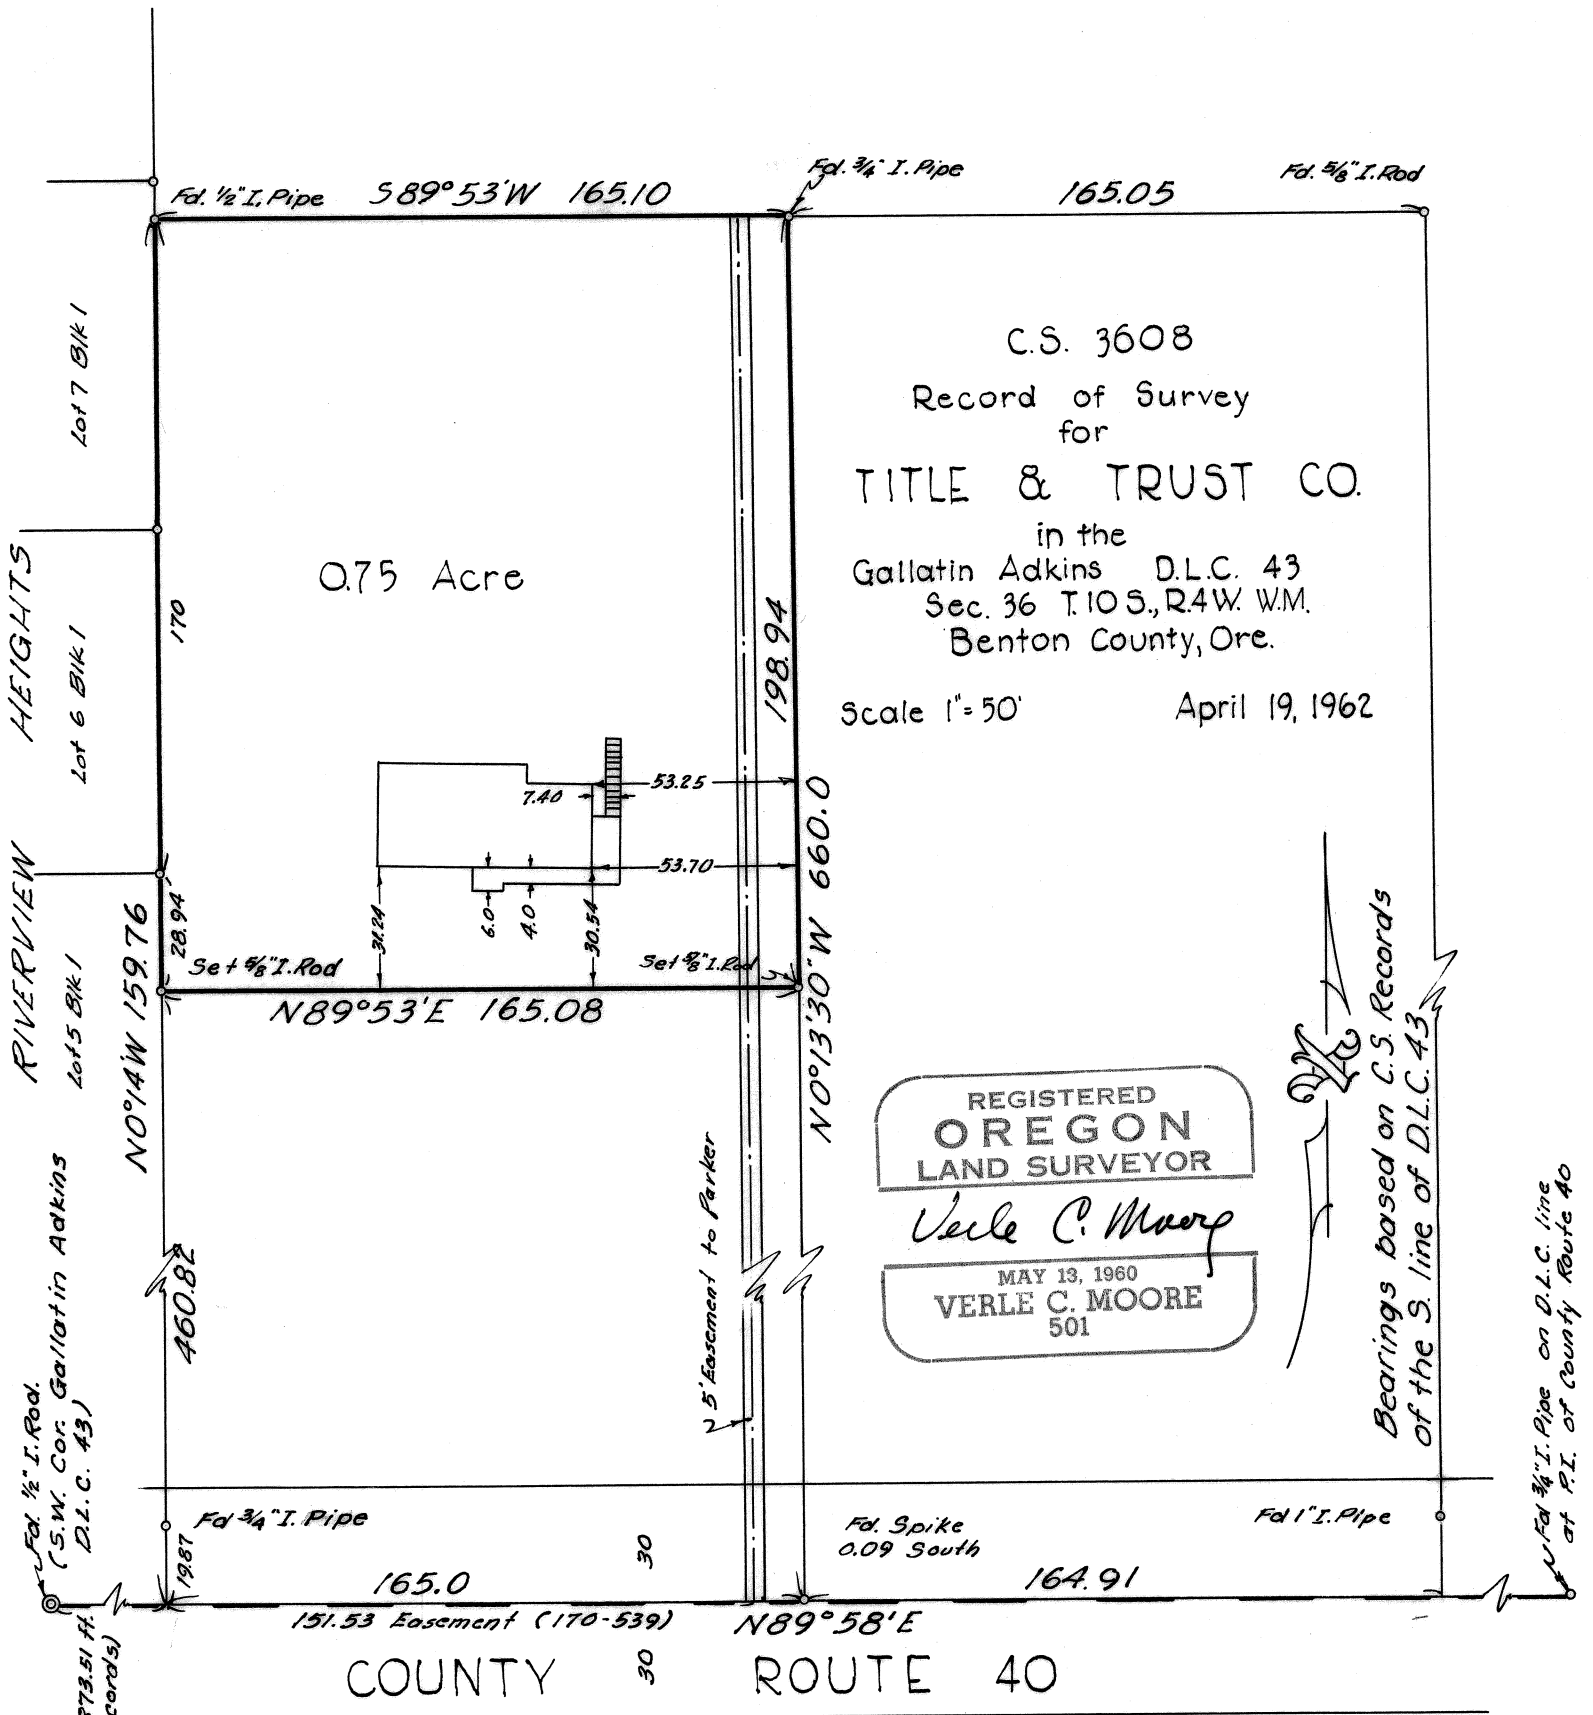 Fd. 1/2" I. Pipe
S89°53'W 165.10
Fd. 3/4" I. Pipe
165.05
Fd. 5/8" I. Rod
C.S. 3608
Record of Survey
for
TITLE & TRUST CO.
in the
Gallatin Adkins D.L.C. 43
Sec. 36 T.10S., R.4W. W.M.
Benton County, Ore.
Scale 1"=50'
April 19, 1962
RIVERVIEW HEIGHTS
Lot 7 Blk 1
Lot 6 Blk. 1
Lot 5 Blk 1
170
28.94'
0.75 Acre
198.94
53.25
7.40
53.70
31.24
6.0
4.0
30.54
Set 5/8" I. Rod
Set 5/8" I. Rod
N89°53'E 165.08
N0°14'W 159.76
N0°13'30"W 660.0
460.82
5' Easement to Parker
REGISTERED
OREGON
LAND SURVEYOR
Verle C. Moore
MAY 13, 1960
VERLE C. MOORE
501
Bearings based on C.S. Records
of the S. line of D.L.C. 43
Fd. 1/2" I. Rod.
(S.W. Cor. Gallatin Adkins
D.L.C. 43)
Fd 3/4" I. Pipe
19.87
30
Fd. Spike
0.09 South
Fd 1" I. Pipe
Fd 3/4" I. Pipe on D.L.C. line
at P.I. of County Route 40
165.0
164.91
151.53 Easement (170-539)
N89°58'E
30
COUNTY ROUTE 40
773.51 ft.